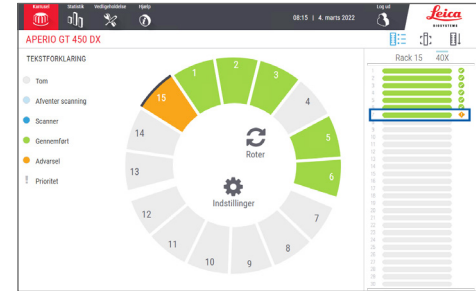 Karrusel Statistik Vedligeholdelse Hjælp
08:15 | 4. marts 2022
Log ud
Leica
BIOSYSTEMS
APERIO GT 450 DX
TEKSTFORKLARING
Tom
Afventer scanning
Scanner
Gennemført
Advarsel
Prioritet
1
2
3
4
5
6
7
8
9
10
11
12
13
14
15
Roter
Indstillinger
Rack 15 40X